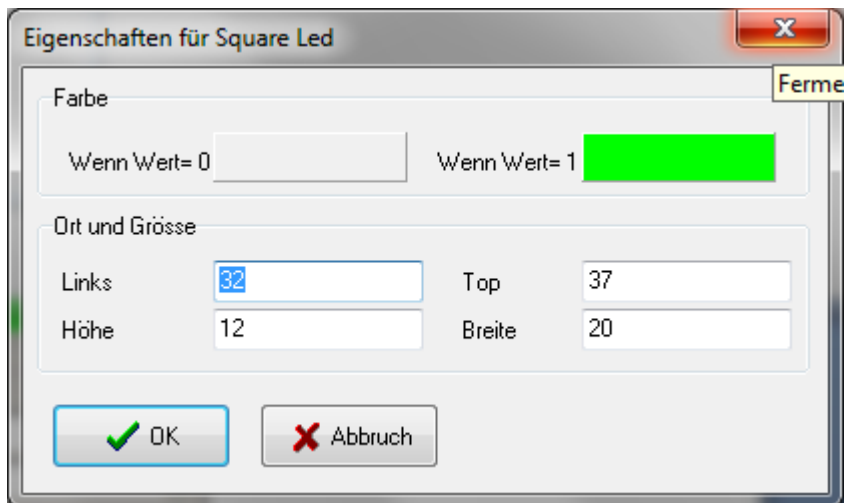 Eigenschaften für Square Led
Ferme
Farbe
Wenn Wert= 0
Wenn Wert= 1
Ort und Grösse
Links 32 Top 37
Höhe 12 Breite 20
OK Abbruch